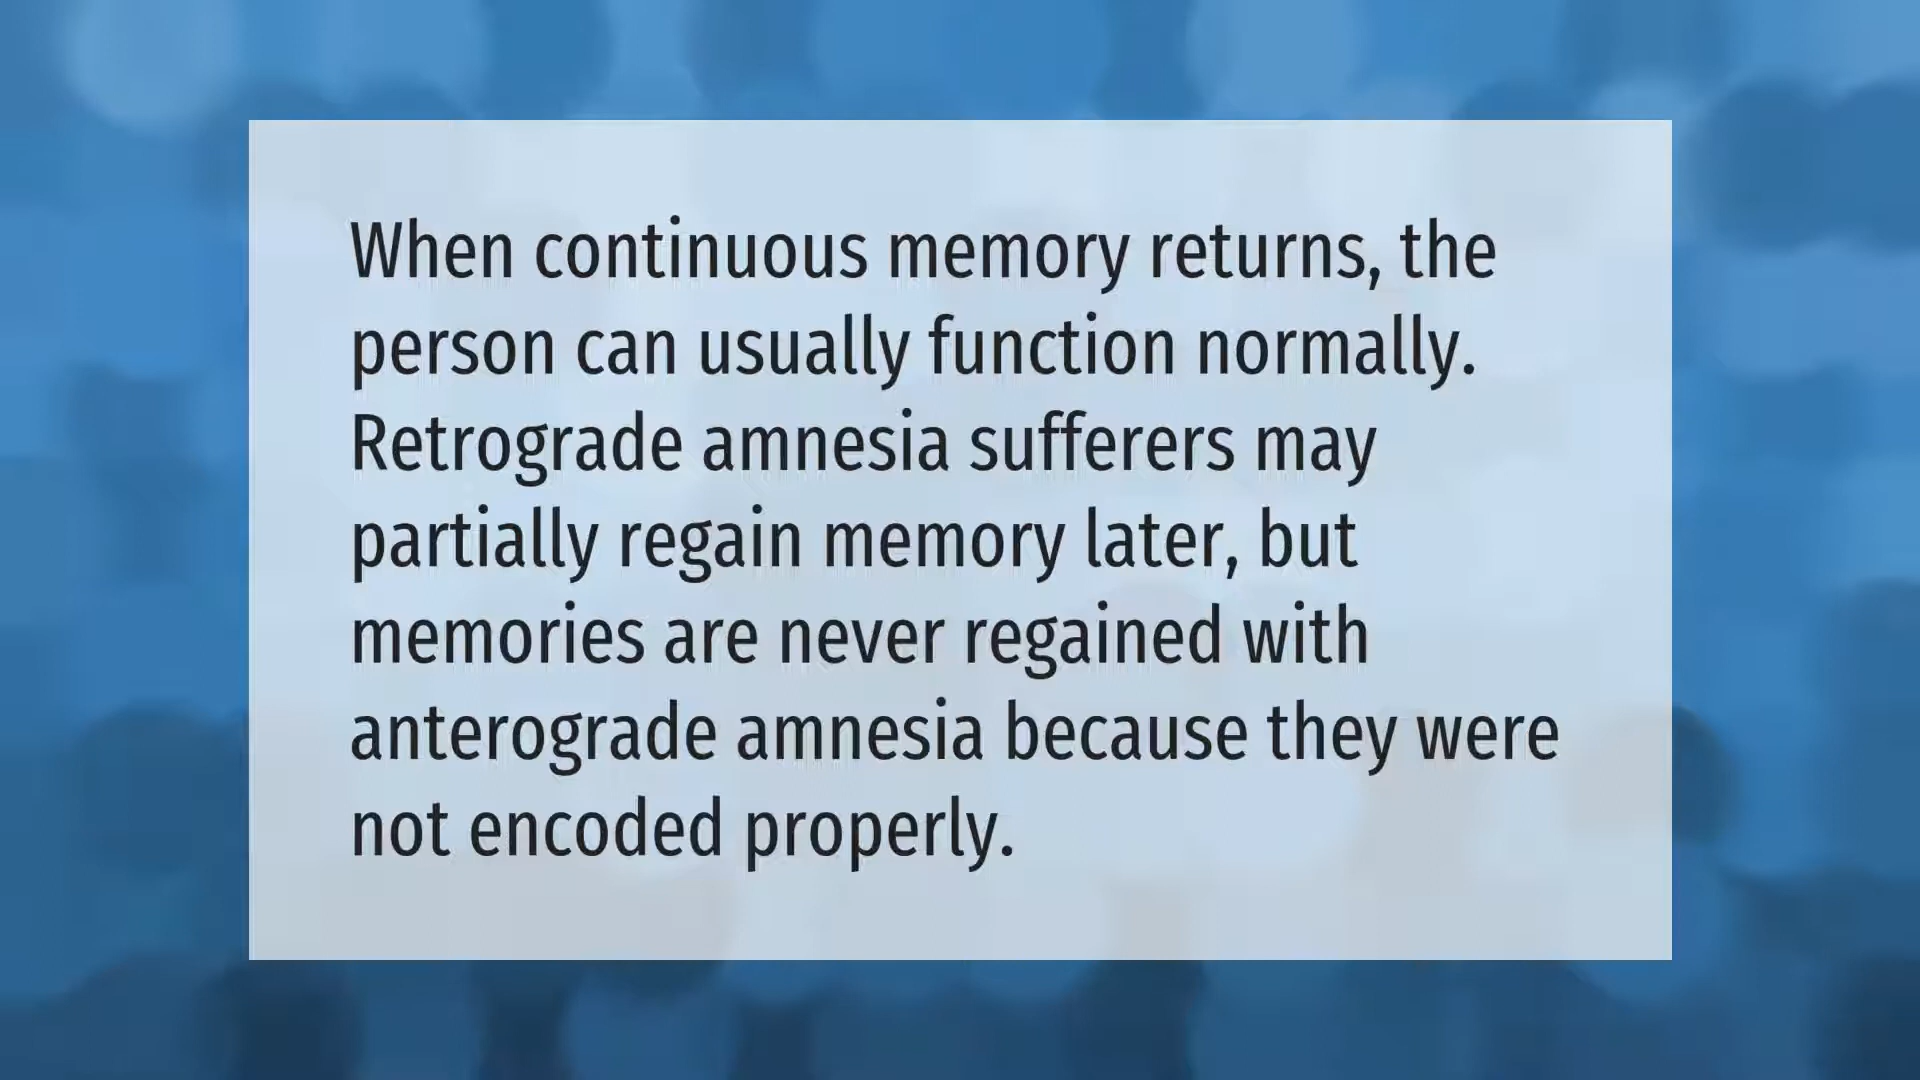 When continuous memory returns, the
person can usually function normally.
Retrograde amnesia sufferers may
partially regain memory later, but
memories are never regained with
anterograde amnesia because they were
not encoded properly.